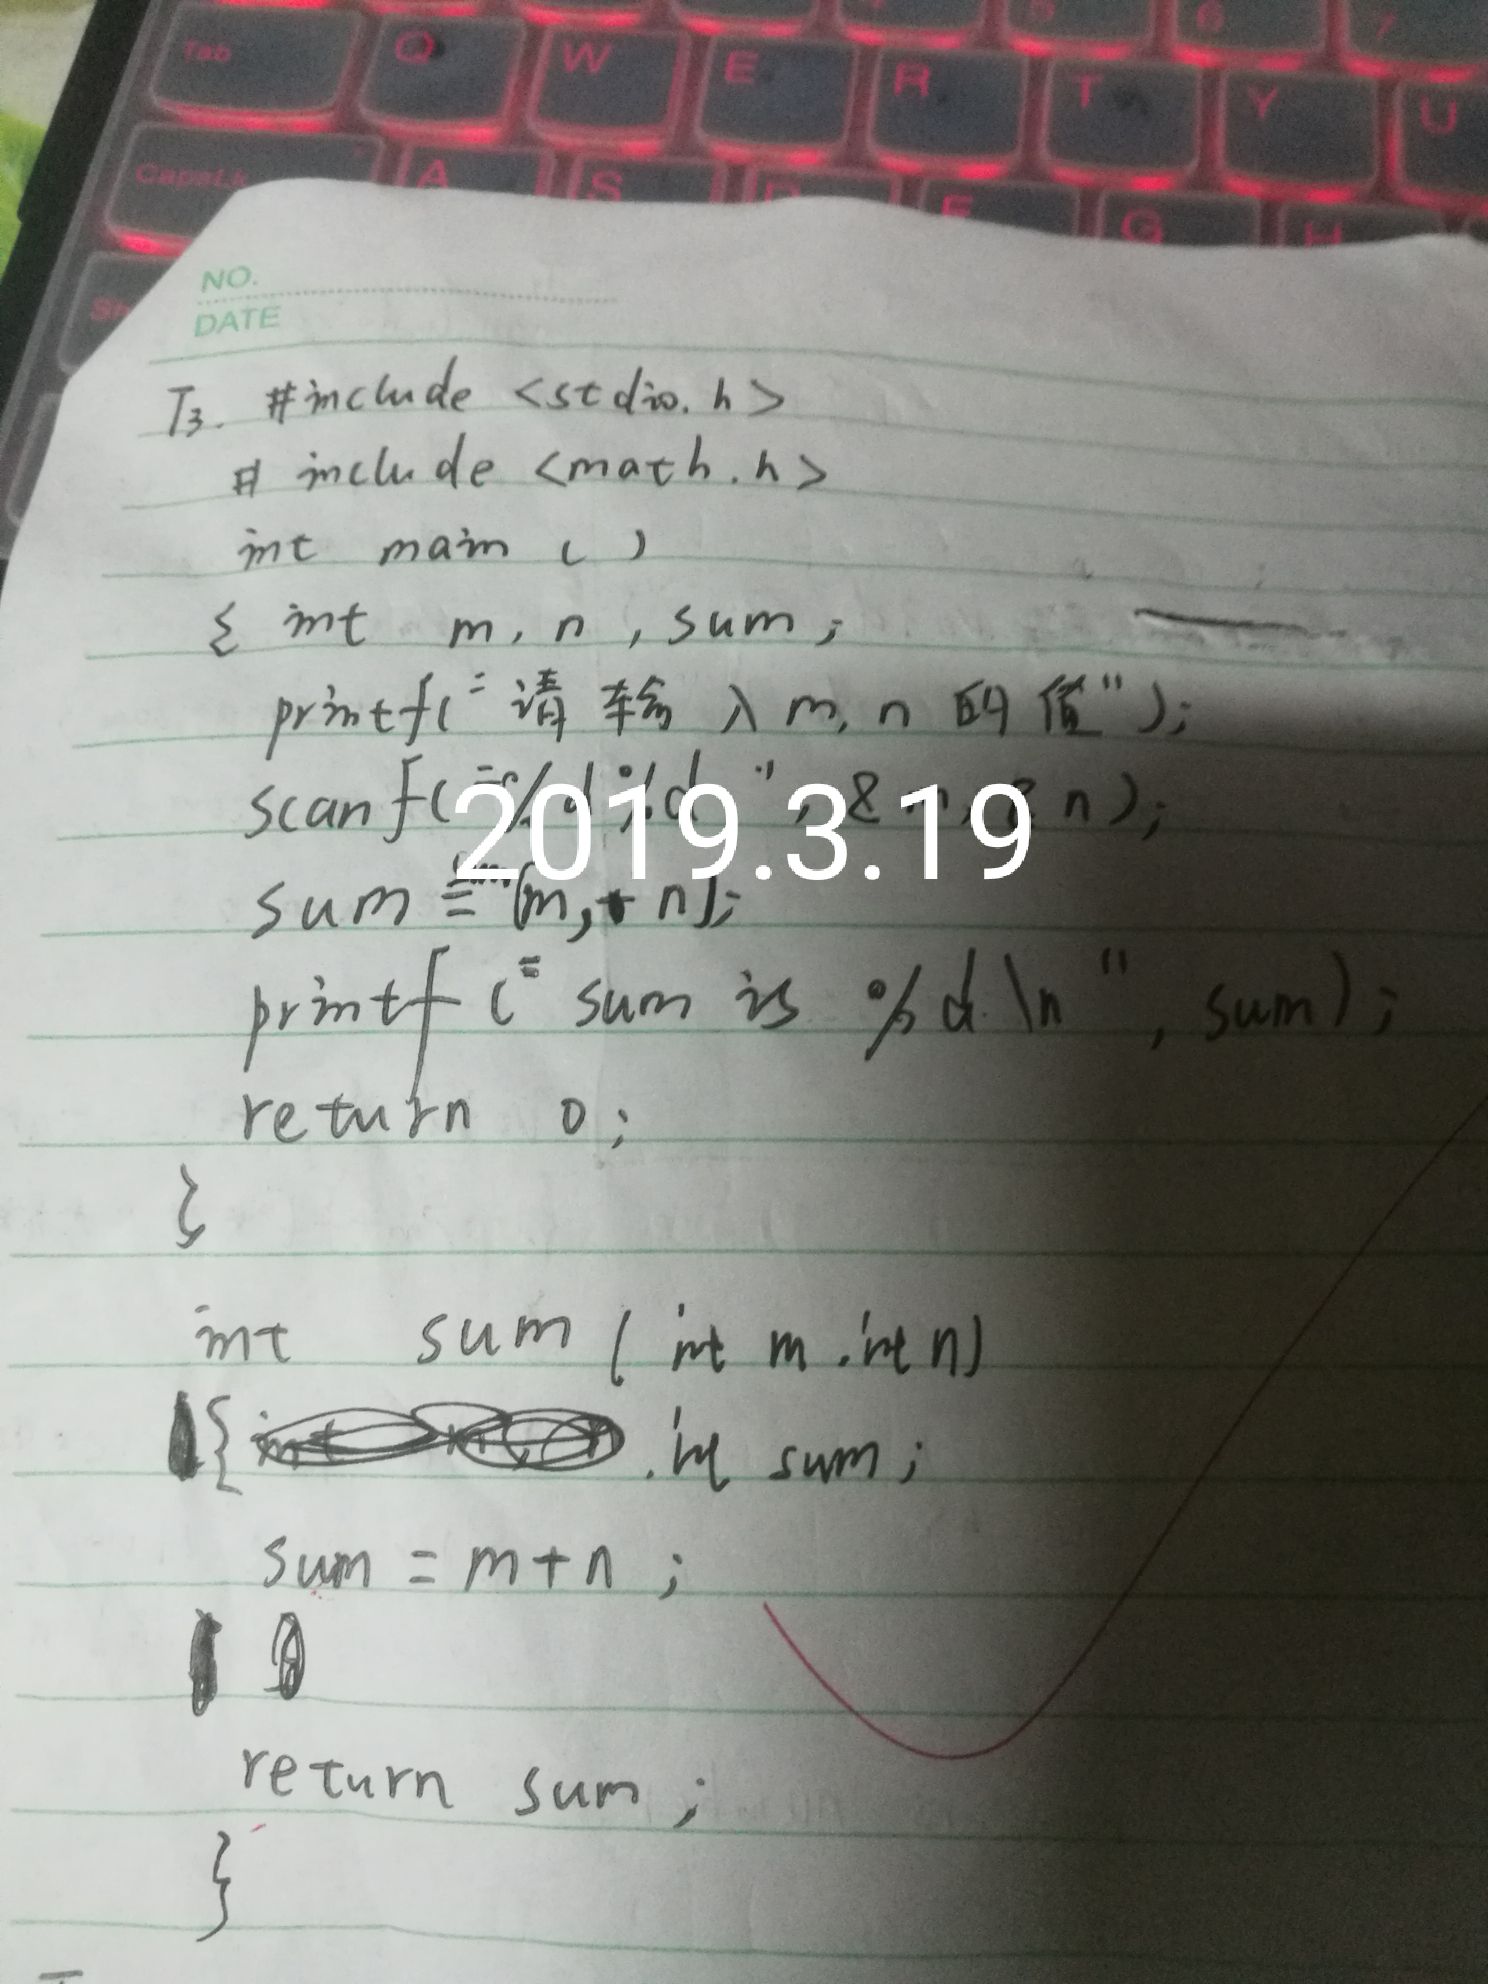 Tab Q W E R T Y U
CapsLk A S D F G H
Sh
NO.
DATE
T3. #include <stdio.h>
# include <math.h>
int main ( )
{ int m, n, sum;
printf("请输入m,n的值");
scanf("%d%d", &m, &n);
2019.3.19
sum = sum(m,+ n);
printf (" sum is %d.\n", sum);
return 0;
}
int sum ( int m, int n)
{ int sum;
sum = m+n;
return sum;
}